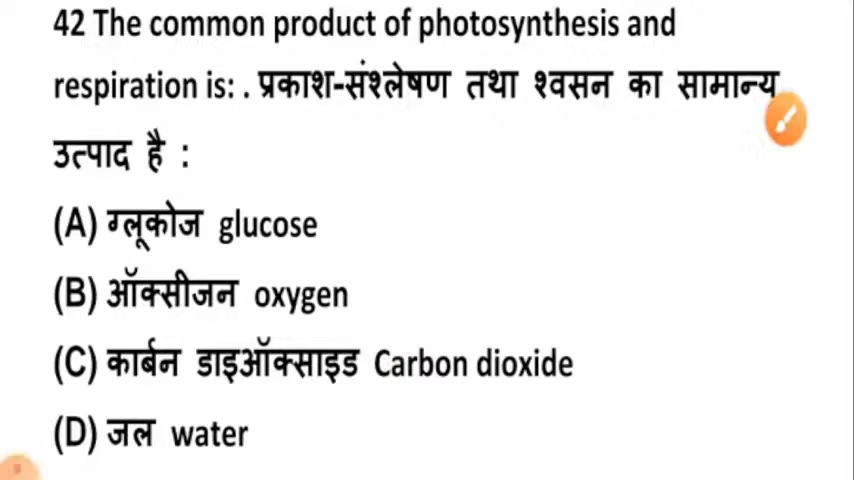 42 The common product of photosynthesis and
respiration is: . प्रकाश-संश्लेषण तथा श्वसन का सामान्य
उत्पाद है :
(A) ग्लूकोज glucose
(B) ऑक्सीजन oxygen
(C) कार्बन डाइऑक्साइड Carbon dioxide
(D) जल water